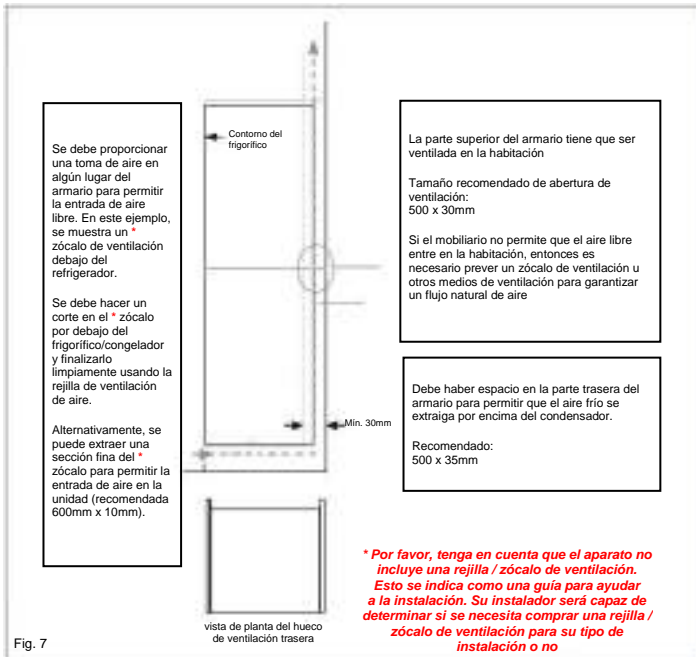 Se debe proporcionar
una toma de aire en
algún lugar del
armario para permitir
la entrada de aire
libre. En este ejemplo,
se muestra un *
zócalo de ventilación
debajo del
refrigerador.
Se debe hacer un
corte en el * zócalo
por debajo del
frigorífico/congelador
y finalizarlo
limpiamente usando la
rejilla de ventilación
de aire.
Alternativamente, se
puede extraer una
sección fina del *
zócalo para permitir la
entrada de aire en la
unidad (recomendada
600mm x 10mm).
Contorno del
frigorífico
La parte superior del armario tiene que ser
ventilada en la habitación
Tamaño recomendado de abertura de
ventilación:
500 x 30mm
Si el mobiliario no permite que el aire libre
entre en la habitación, entonces es
necesario prever un zócalo de ventilación u
otros medios de ventilación para garantizar
un flujo natural de aire
Mín. 30mm
Debe haber espacio en la parte trasera del
armario para permitir que el aire frío se
extraiga por encima del condensador.
Recomendado:
500 x 35mm
vista de planta del hueco
de ventilación trasera
* Por favor, tenga en cuenta que el aparato no
incluye una rejilla / zócalo de ventilación.
Esto se indica como una guía para ayudar
a la instalación. Su instalador será capaz de
determinar si se necesita comprar una rejilla /
zócalo de ventilación para su tipo de
instalación o no
Fig. 7